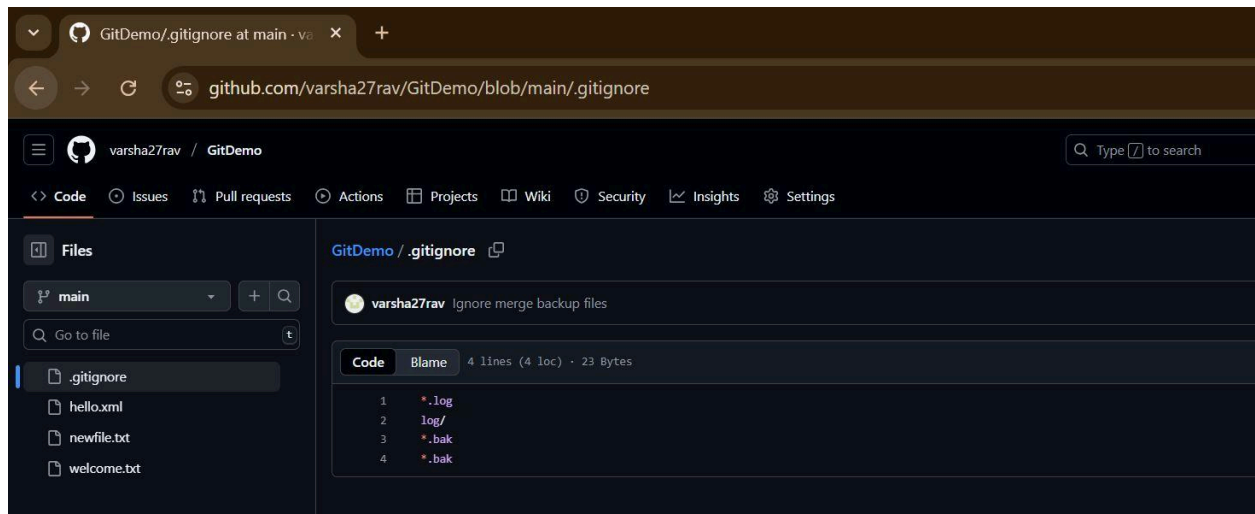 GitDemo/.gitignore at main · va
github.com/varsha27rav/GitDemo/blob/main/.gitignore
varsha27rav / GitDemo
Type / to search
<> Code Issues Pull requests Actions Projects Wiki Security Insights Settings
Files
GitDemo / .gitignore
main
varsha27rav Ignore merge backup files
Go to file t
Code Blame 4 lines (4 loc) · 23 Bytes
.gitignore
hello.xml
newfile.txt
welcome.txt
1 *.log
2 log/
3 *.bak
4 *.bak